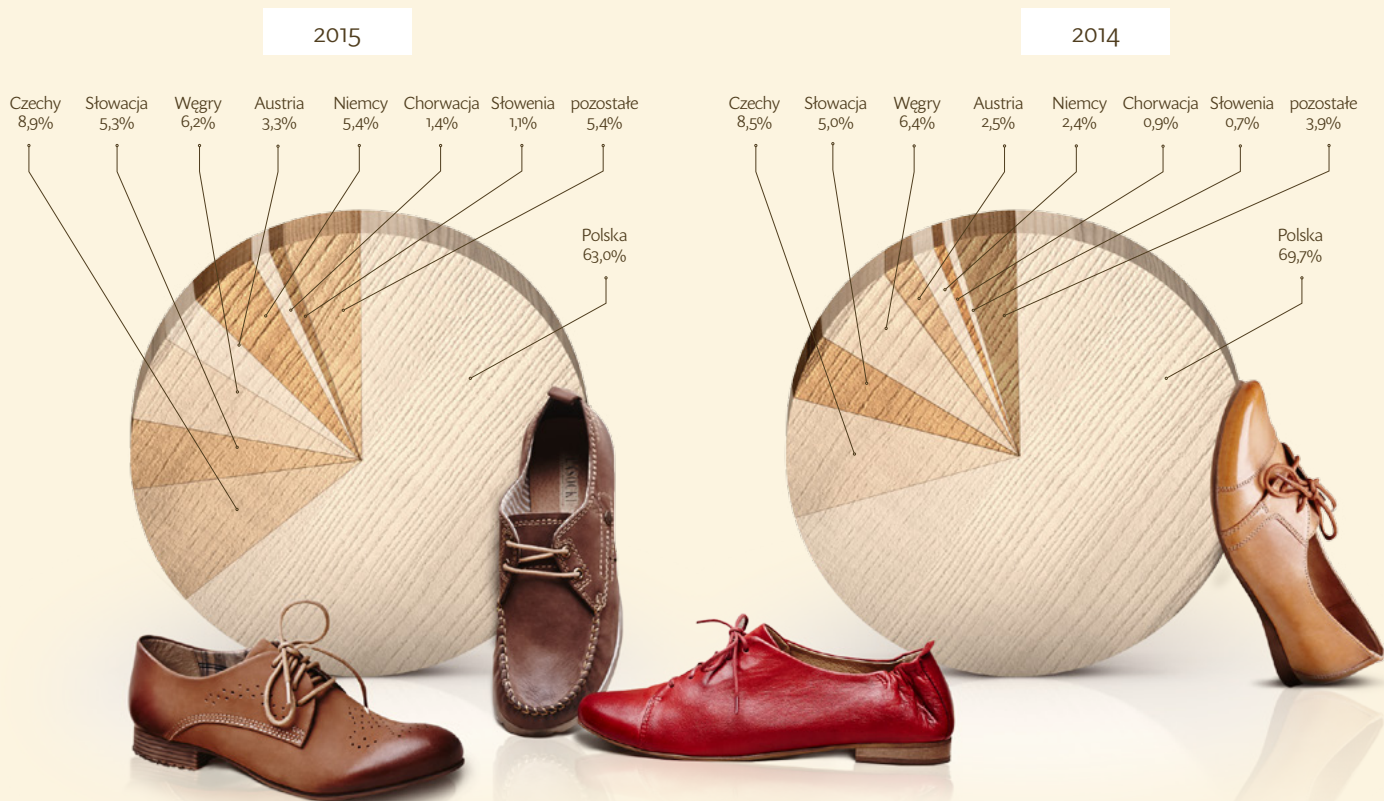 2015
2014
Czechy
8,9%
Słowacja
5,3%
Węgry
6,2%
Austria
3,3%
Niemcy
5,4%
Chorwacja
1,4%
Słowenia
1,1%
pozostałe
5,4%
Polska
63,0%
Czechy
8,5%
Słowacja
5,0%
Węgry
6,4%
Austria
2,5%
Niemcy
2,4%
Chorwacja
0,9%
Słowenia
0,7%
pozostałe
3,9%
Polska
69,7%